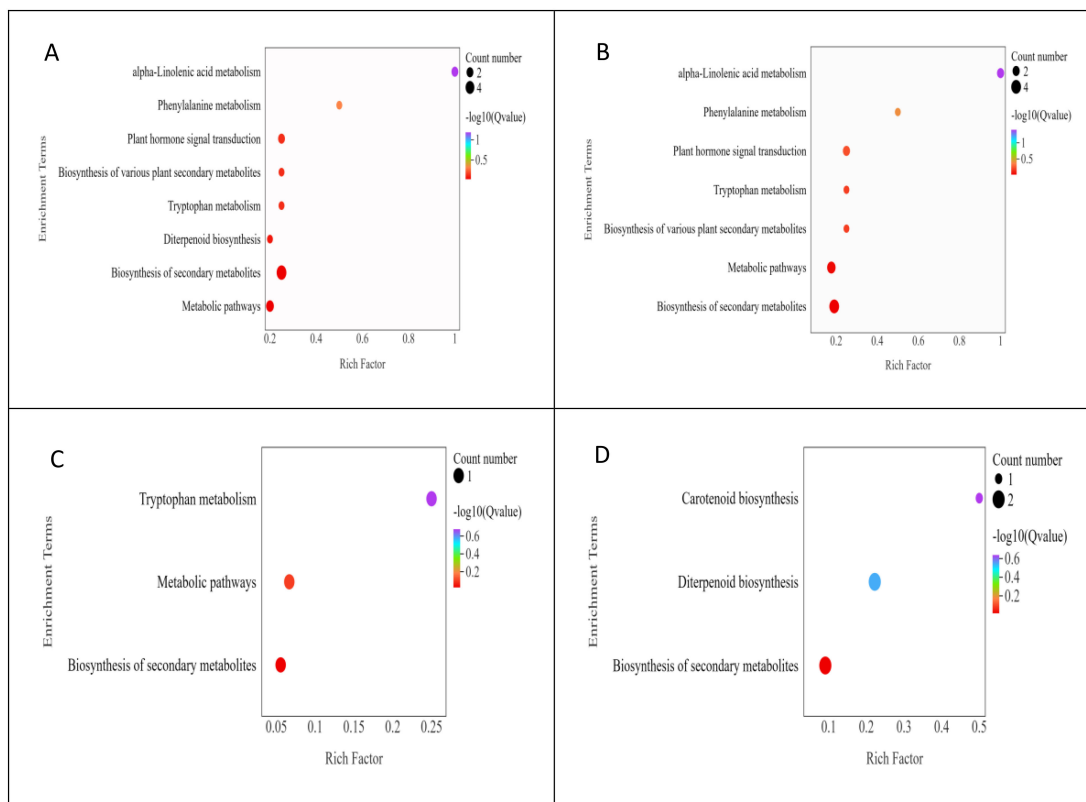 A
Enrichment Terms
alpha-Linolenic acid metabolism
Phenylalanine metabolism
Plant hormone signal transduction
Biosynthesis of various plant secondary metabolites
Tryptophan metabolism
Diterpenoid biosynthesis
Biosynthesis of secondary metabolites
Metabolic pathways
0.2 0.4 0.6 0.8 1
Rich Factor
Count number
2
4
-log10(Qvalue)
1
0.5
B
Enrichment Terms
alpha-Linolenic acid metabolism
Phenylalanine metabolism
Plant hormone signal transduction
Tryptophan metabolism
Biosynthesis of various plant secondary metabolites
Metabolic pathways
Biosynthesis of secondary metabolites
0.2 0.4 0.6 0.8 1
Rich Factor
Count number
2
4
-log10(Qvalue)
1
0.5
C
Enrichment Terms
Tryptophan metabolism
Metabolic pathways
Biosynthesis of secondary metabolites
0.05 0.1 0.15 0.2 0.25
Rich Factor
Count number
1
-log10(Qvalue)
0.6
0.4
0.2
D
Enrichment Terms
Carotenoid biosynthesis
Diterpenoid biosynthesis
Biosynthesis of secondary metabolites
0.1 0.2 0.3 0.4 0.5
Rich Factor
Count number
1
2
-log10(Qvalue)
0.6
0.4
0.2